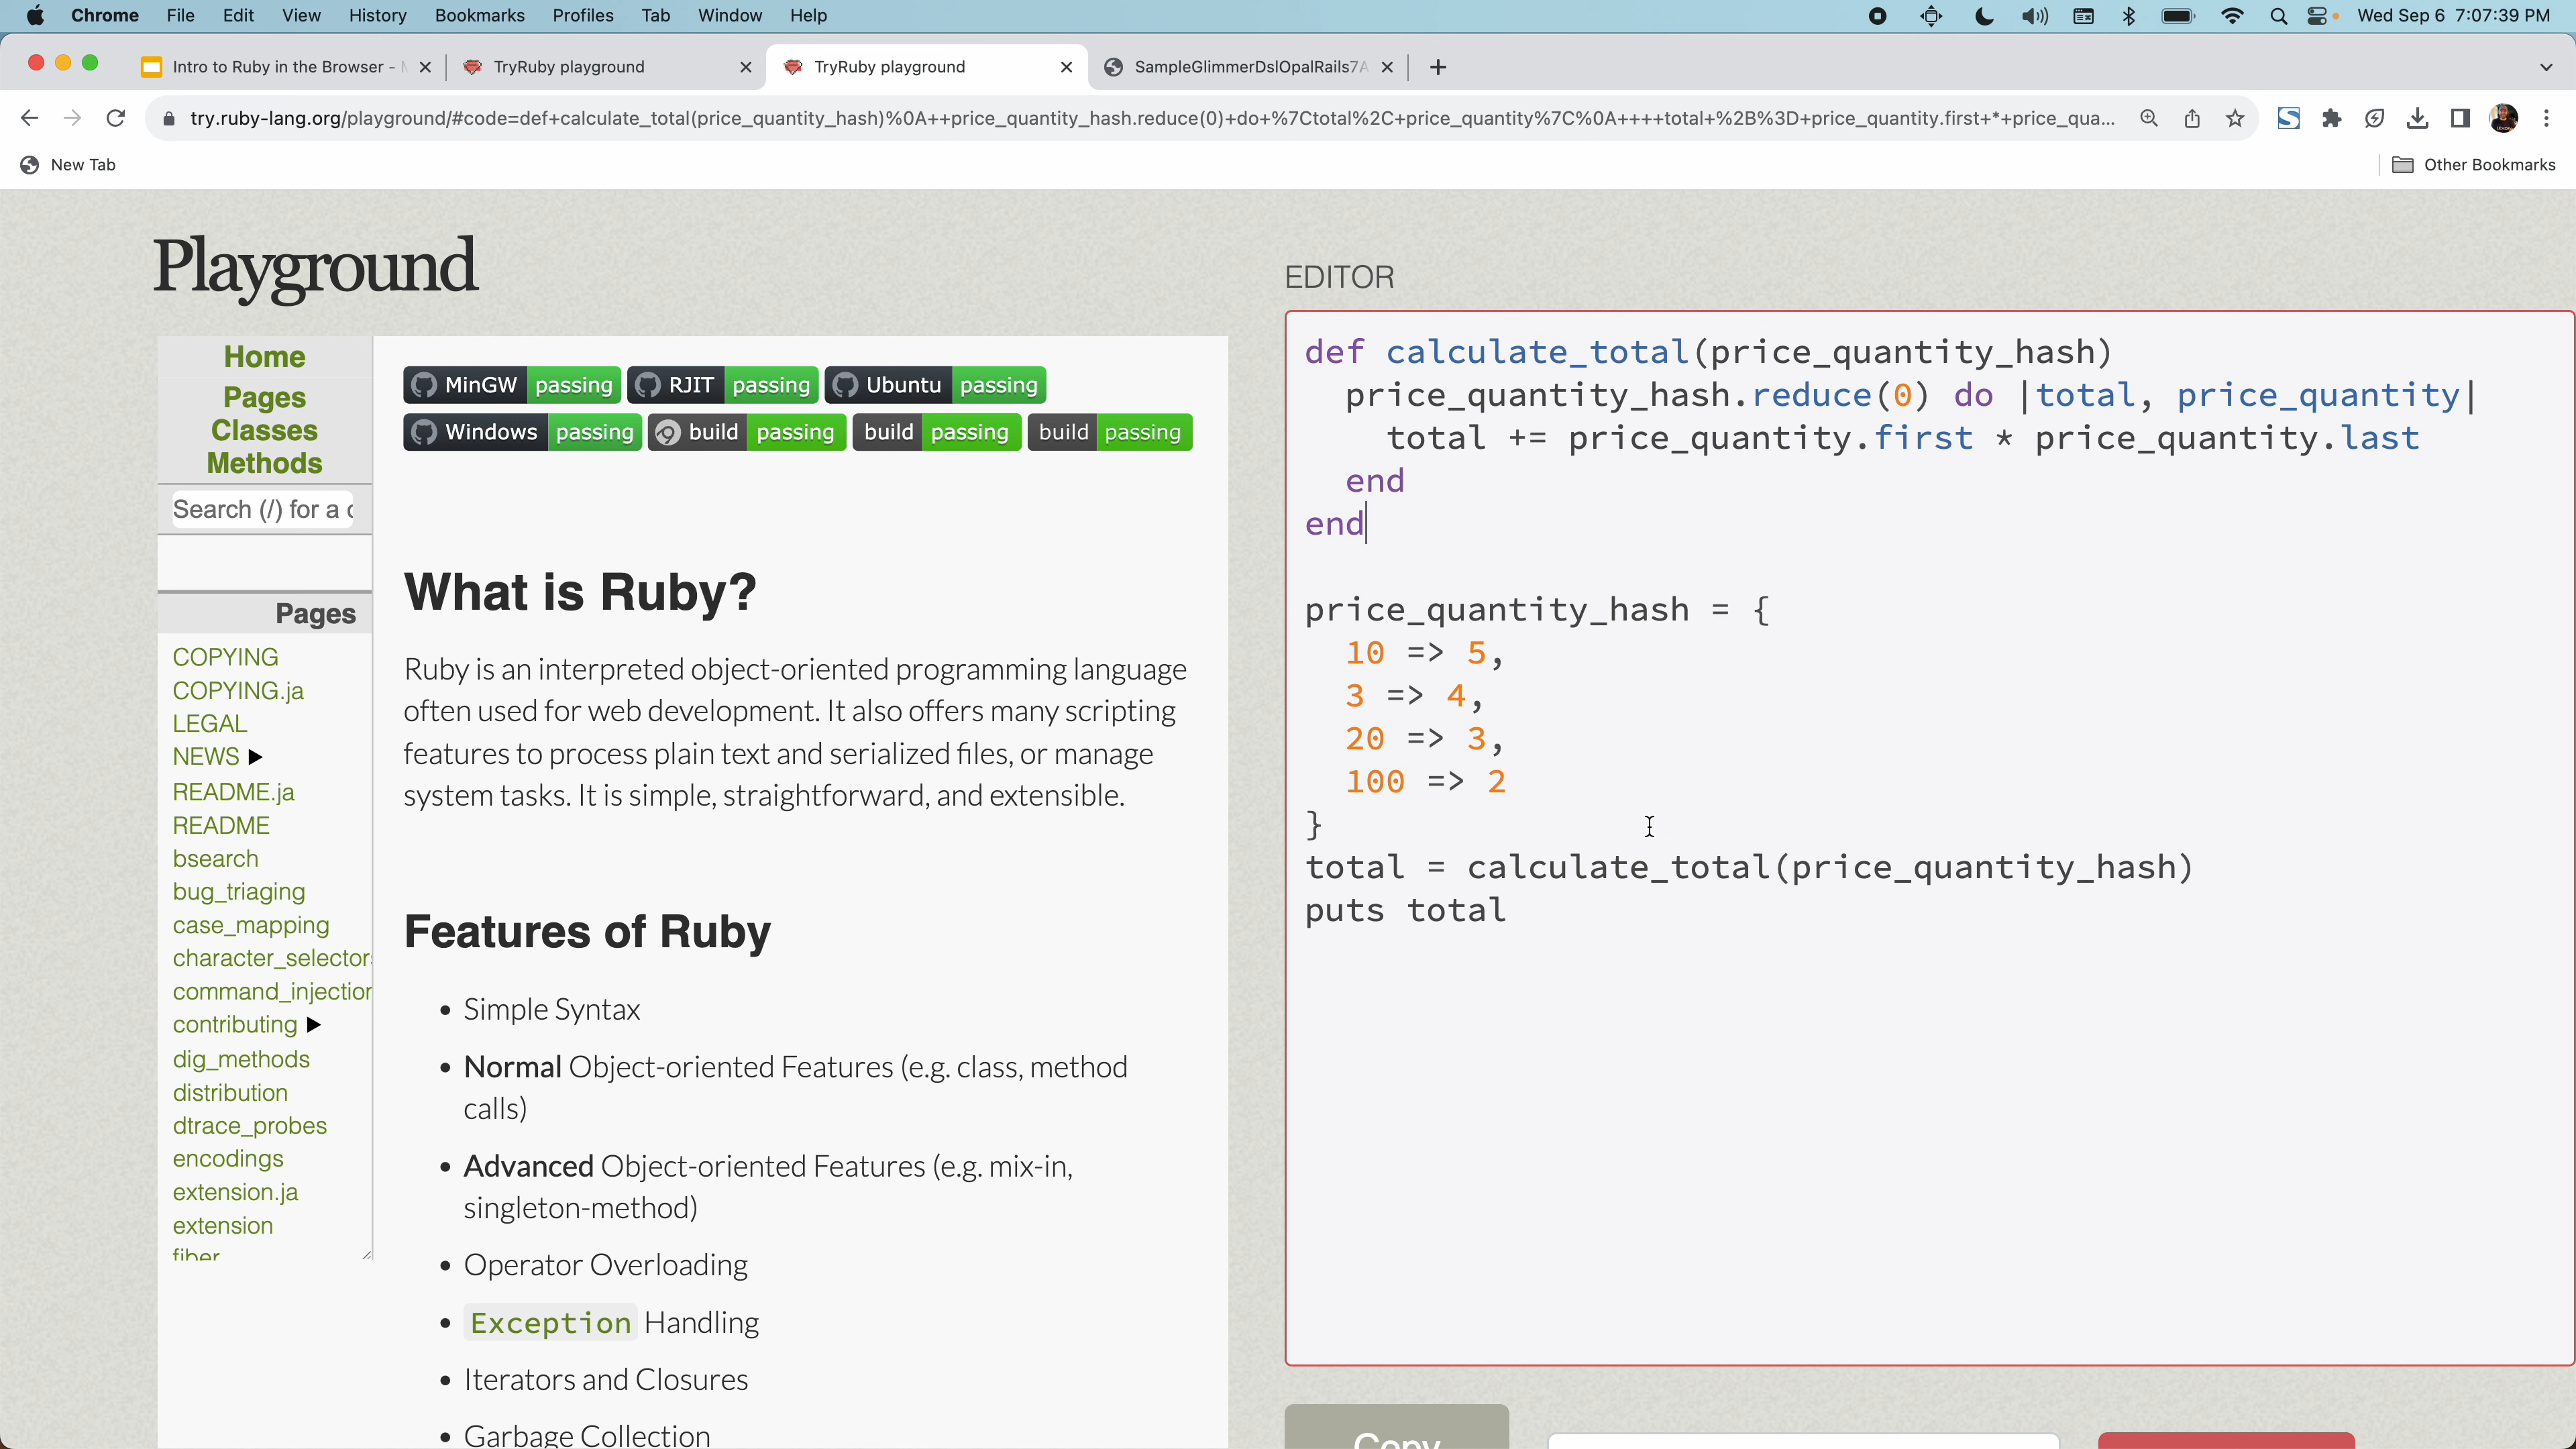 Chrome File Edit View History Bookmarks Profiles Tab Window Help Wed Sep 6 7:07:39 PM
Intro to Ruby in the Browser - TryRuby playground TryRuby playground SampleGlimmerDslOpalRails7A
try.ruby-lang.org/playground/#code=def+calculate_total(price_quantity_hash)%0A++price_quantity_hash.reduce(0)+do+%7Ctotal%2C+price_quantity%7C%0A++++total+%2B%3D+price_quantity.first+*+price_qua...
New Tab Other Bookmarks
Playground
Home
Pages
Classes
Methods
Search (/) for a c
Pages
COPYING
COPYING.ja
LEGAL
NEWS ▶
README.ja
README
bsearch
bug_triaging
case_mapping
character_selectors
command_injection
contributing ▶
dig_methods
distribution
dtrace_probes
encodings
extension.ja
extension
fiber
MinGW passing RJIT passing Ubuntu passing
Windows passing build passing build passing build passing
What is Ruby?
Ruby is an interpreted object-oriented programming language
often used for web development. It also offers many scripting
features to process plain text and serialized files, or manage
system tasks. It is simple, straightforward, and extensible.
Features of Ruby
• Simple Syntax
• Normal Object-oriented Features (e.g. class, method
calls)
• Advanced Object-oriented Features (e.g. mix-in,
singleton-method)
• Operator Overloading
• Exception Handling
• Iterators and Closures
• Garbage Collection
EDITOR
def calculate_total(price_quantity_hash)
  price_quantity_hash.reduce(0) do |total, price_quantity|
    total += price_quantity.first * price_quantity.last
  end
end
price_quantity_hash = {
  10 => 5,
  3 => 4,
  20 => 3,
  100 => 2
}
total = calculate_total(price_quantity_hash)
puts total
Copy